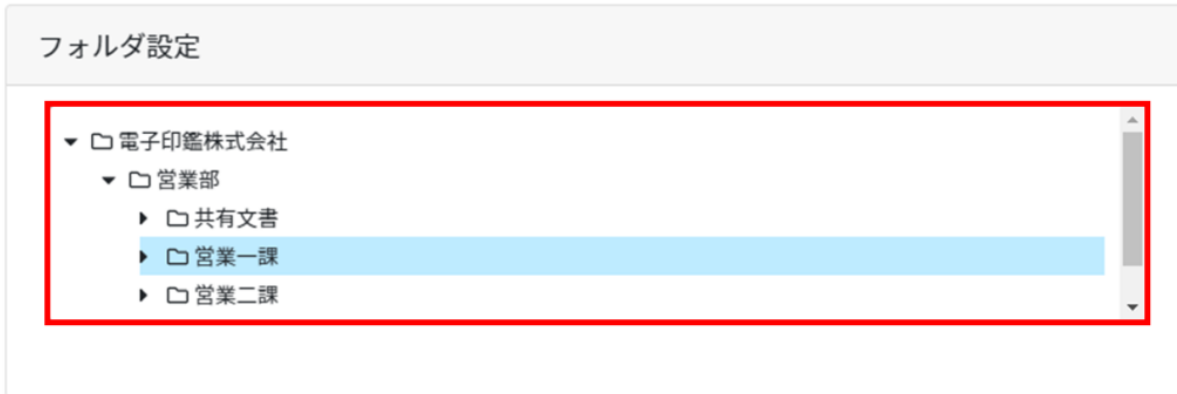 フォルダ設定
電子印鑑株式会社
営業部
共有文書
営業一課
営業二課